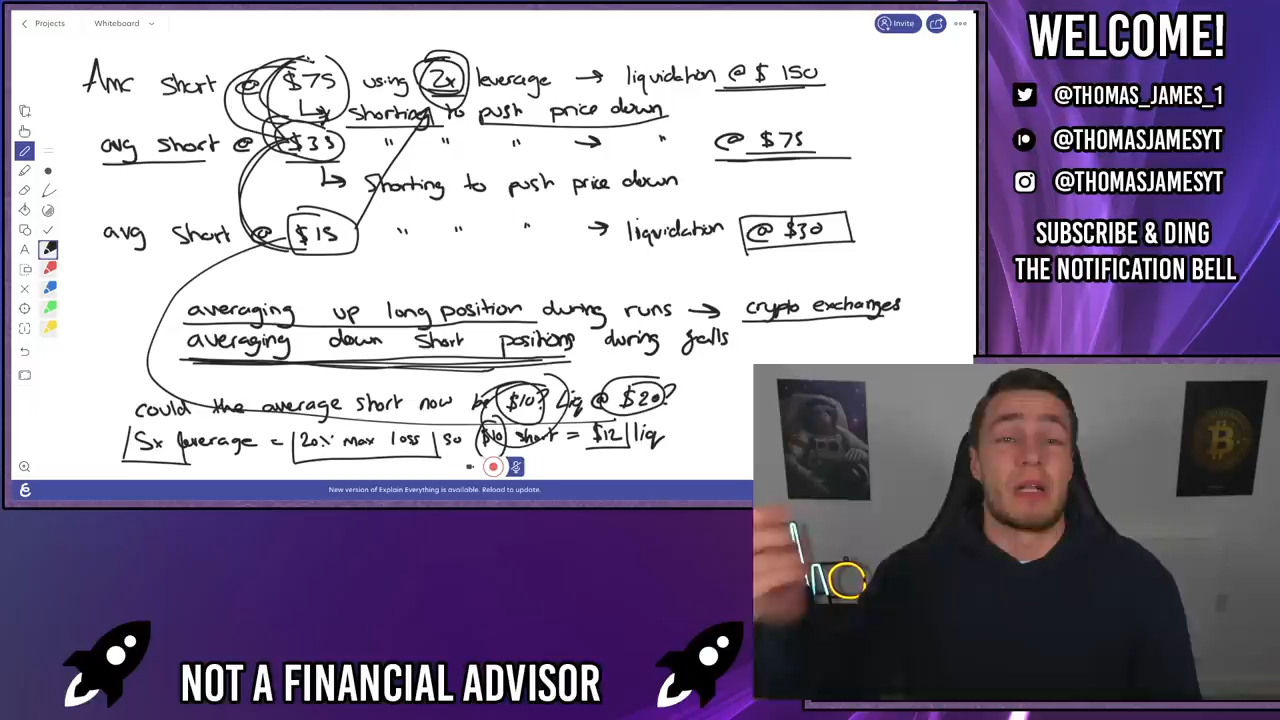 Projects
Whiteboard
Invite
Amc short @ $75 using 2x leverage → liquidation @ $ 150
↳ shorting to push price down
avg short @ $35 " " " → " @ $75
↳ Shorting to push price down
avg short @ $15 " " " → liquidation @ $30
averaging up long position during runs → crypto exchanges
averaging down short positions during falls
could the average short now be $10? Liq @ $20?
5x leverage = 20% max loss so $10 short = $12 liq
New version of Explain Everything is available. Reload to update.
WELCOME!
@THOMAS_JAMES_1
@THOMASJAMESYT
@THOMASJAMESYT
SUBSCRIBE & DING
THE NOTIFICATION BELL
NOT A FINANCIAL ADVISOR